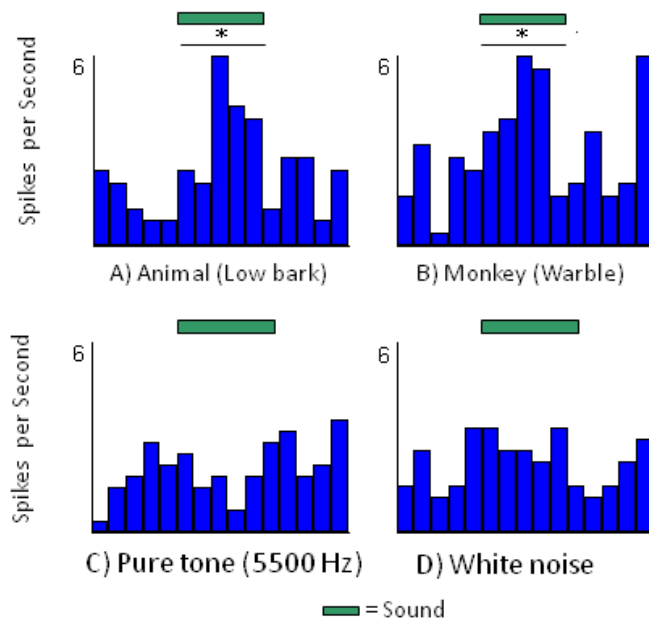 * *
6 6
Spikes per Second
A) Animal (Low bark) B) Monkey (Warble)
6 6
Spikes per Second
C) Pure tone (5500 Hz) D) White noise
= Sound